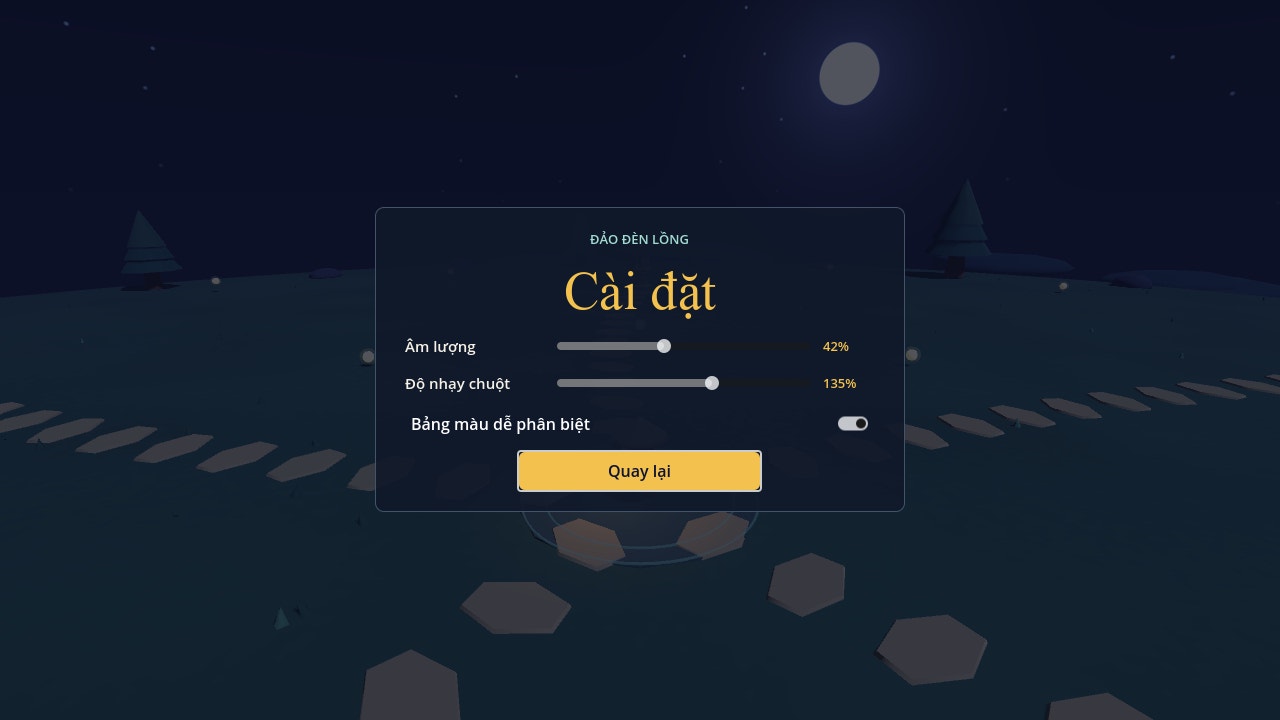 ĐẢO ĐÈN LỒNG
Cài đặt
Âm lượng 42%
Độ nhạy chuột 135%
Bảng màu dễ phân biệt
Quay lại